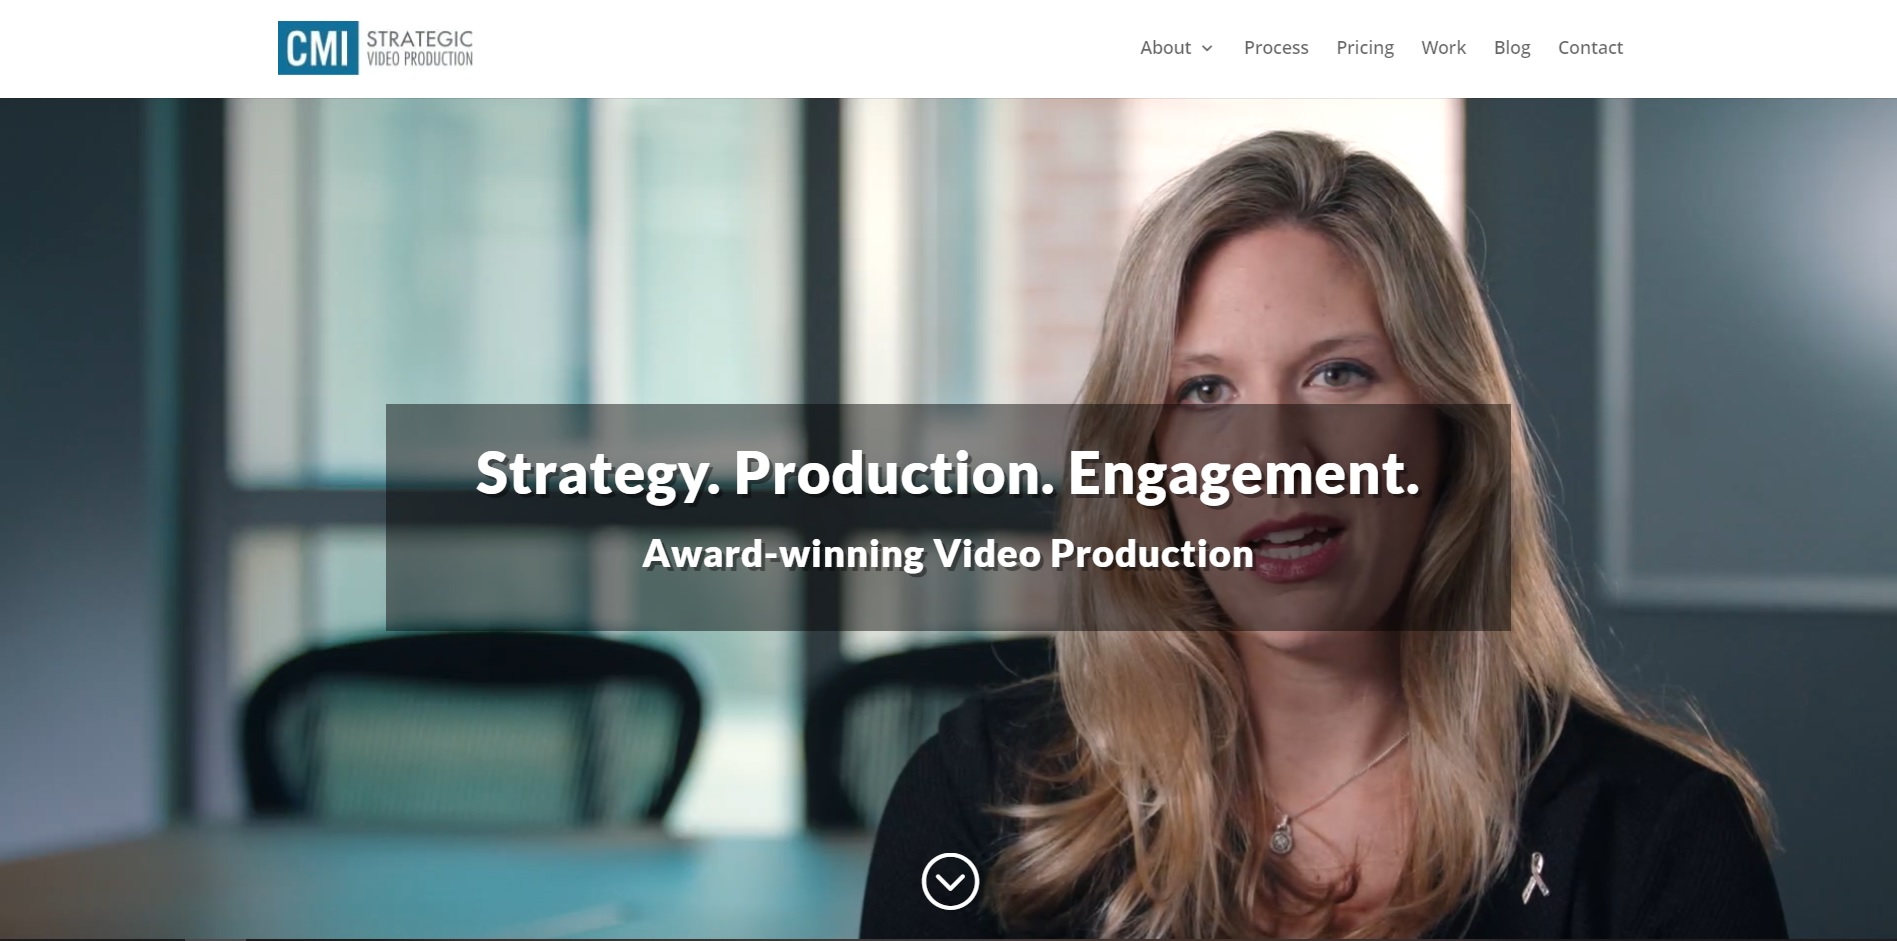 CMI STRATEGIC
VIDEO PRODUCTION
About Process Pricing Work Blog Contact
Strategy. Production. Engagement.
Award-winning Video Production